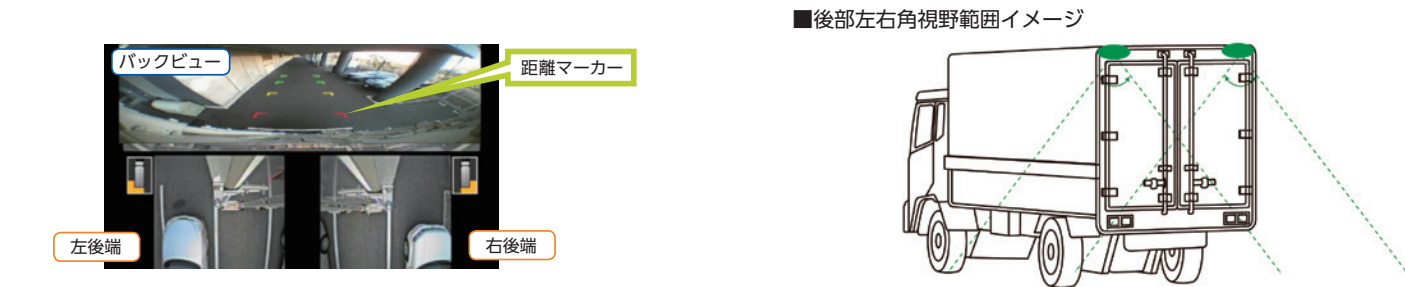 ■後部左右角視野範囲イメージ
バックビュー
距離マーカー
左後端
右後端